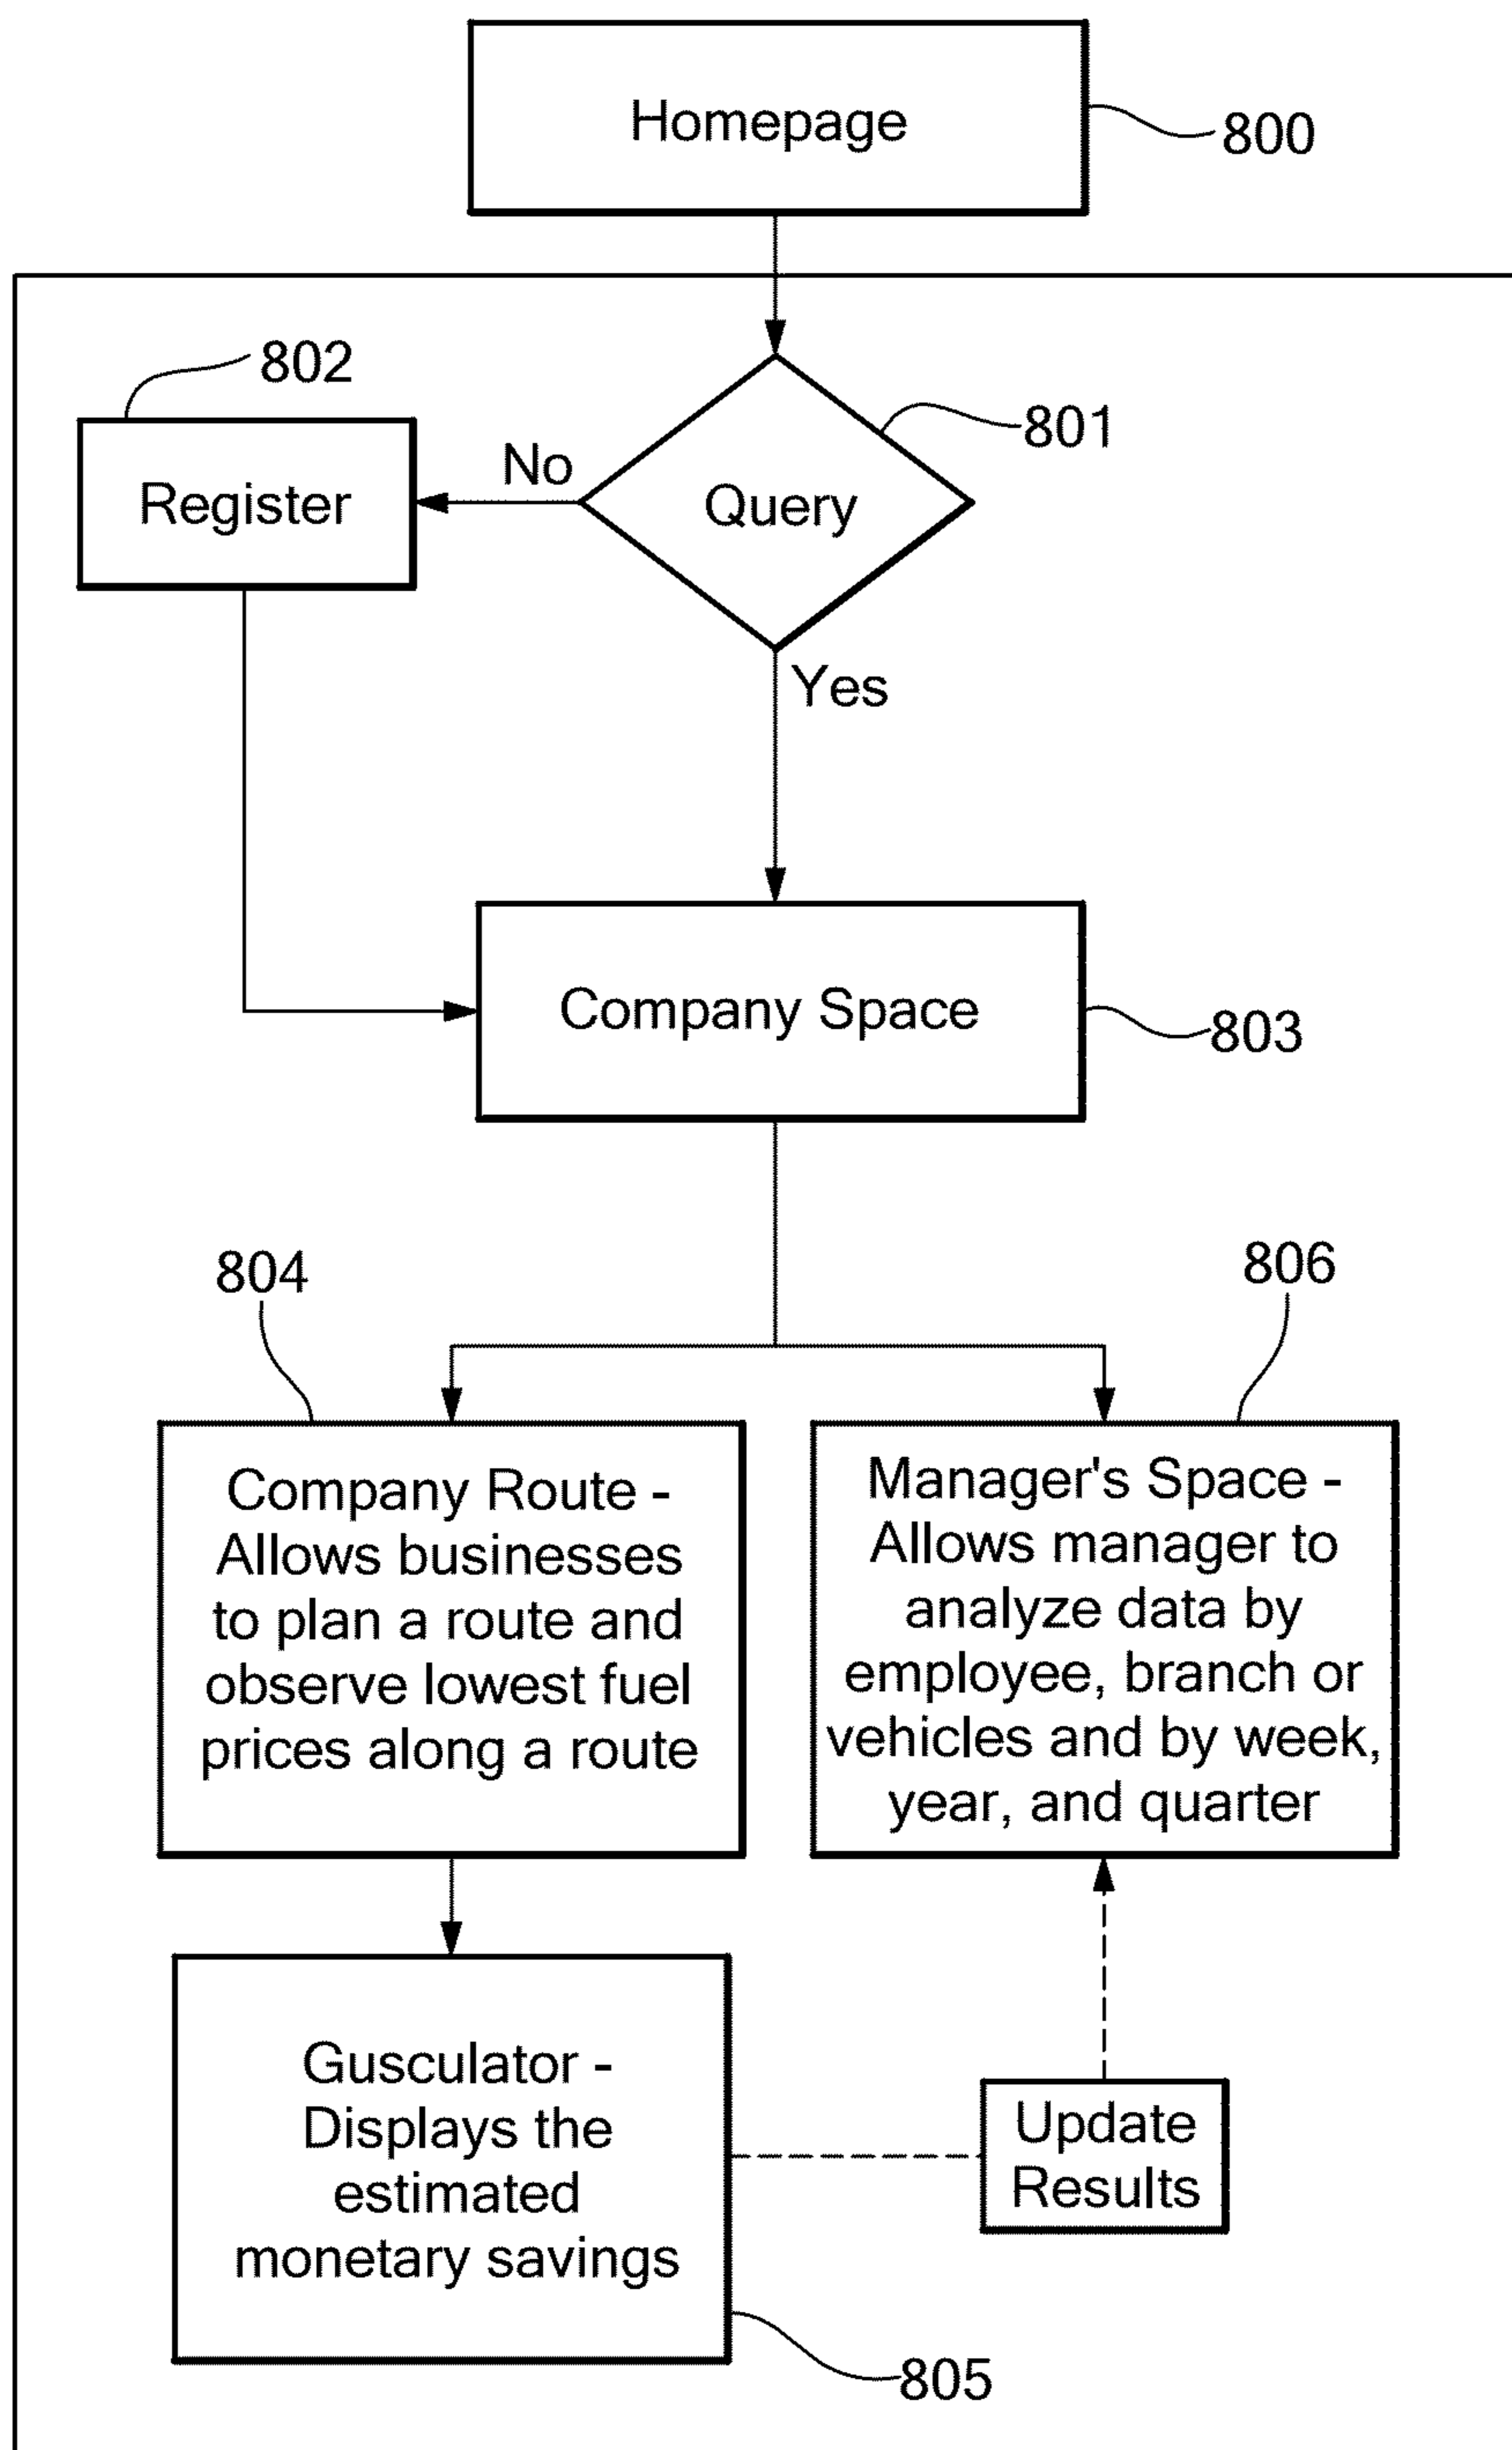 Homepage
800
802
801
No
Register
Query
Yes
Company Space
803
804
806
Company Route -
Allows businesses
to plan a route and
observe lowest fuel
prices along a route
Manager's Space -
Allows manager to
analyze data by
employee, branch or
vehicles and by week,
year, and quarter
Gusculator -
Displays the
estimated
monetary savings
Update
Results
805